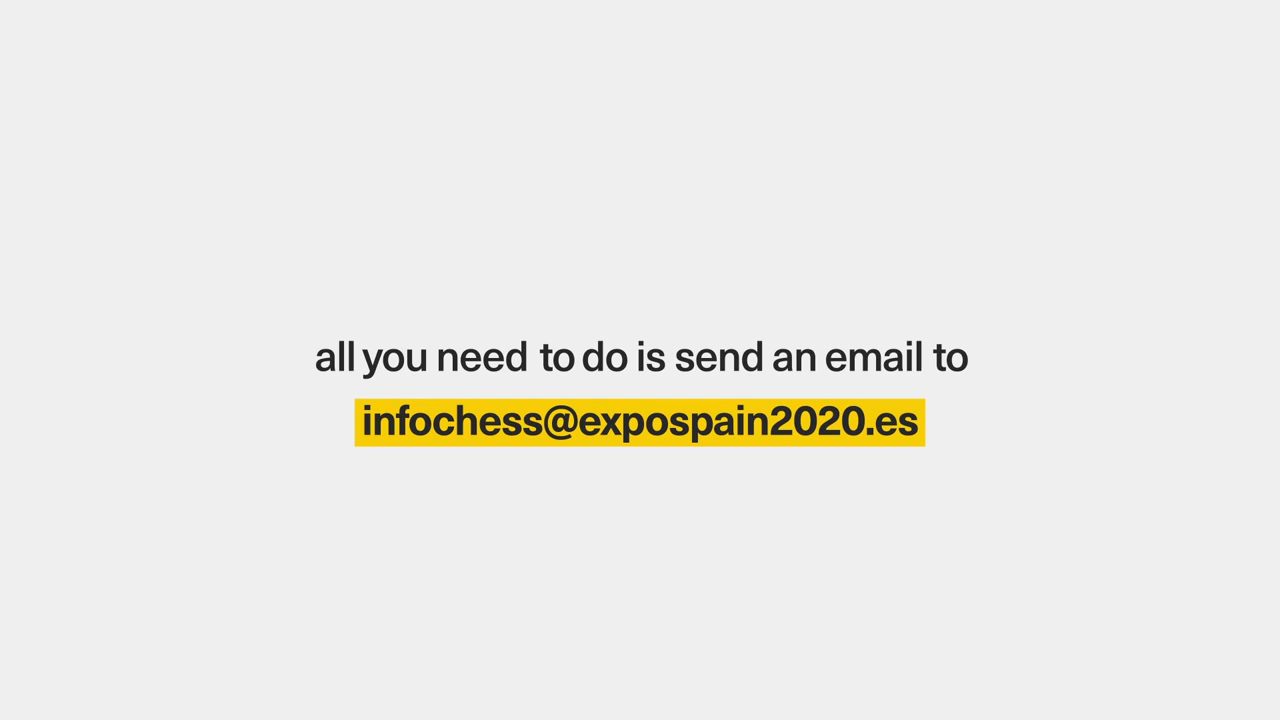 all you need to do is send an email to
infochess@expospain2020.es